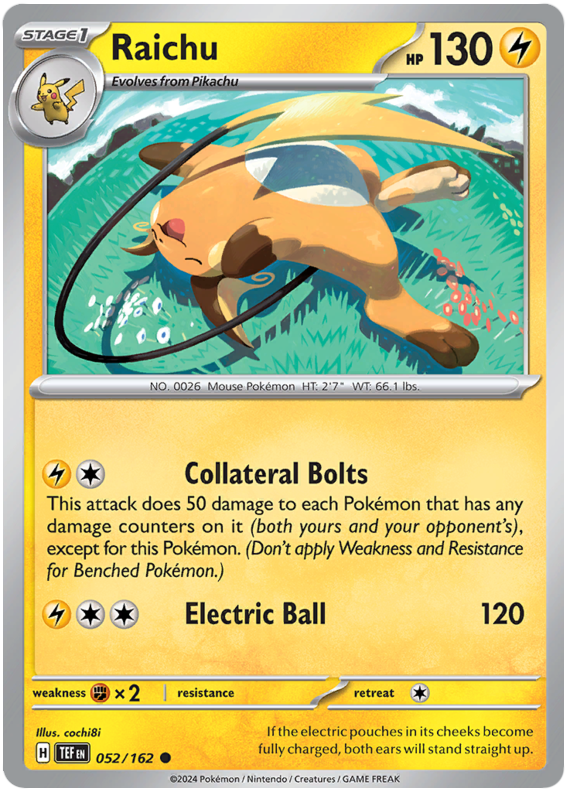 STAGE1
Raichu
HP 130
Evolves from Pikachu
NO. 0026 Mouse Pokémon HT: 2'7" WT: 66.1 lbs.
Collateral Bolts
This attack does 50 damage to each Pokémon that has any
damage counters on it (both yours and your opponent's),
except for this Pokémon. (Don't apply Weakness and Resistance
for Benched Pokémon.)
Electric Ball 120
weakness ×2 resistance retreat
Illus. cochi8i
H TEF EN 052/162
If the electric pouches in its cheeks become
fully charged, both ears will stand straight up.
©2024 Pokémon / Nintendo / Creatures / GAME FREAK